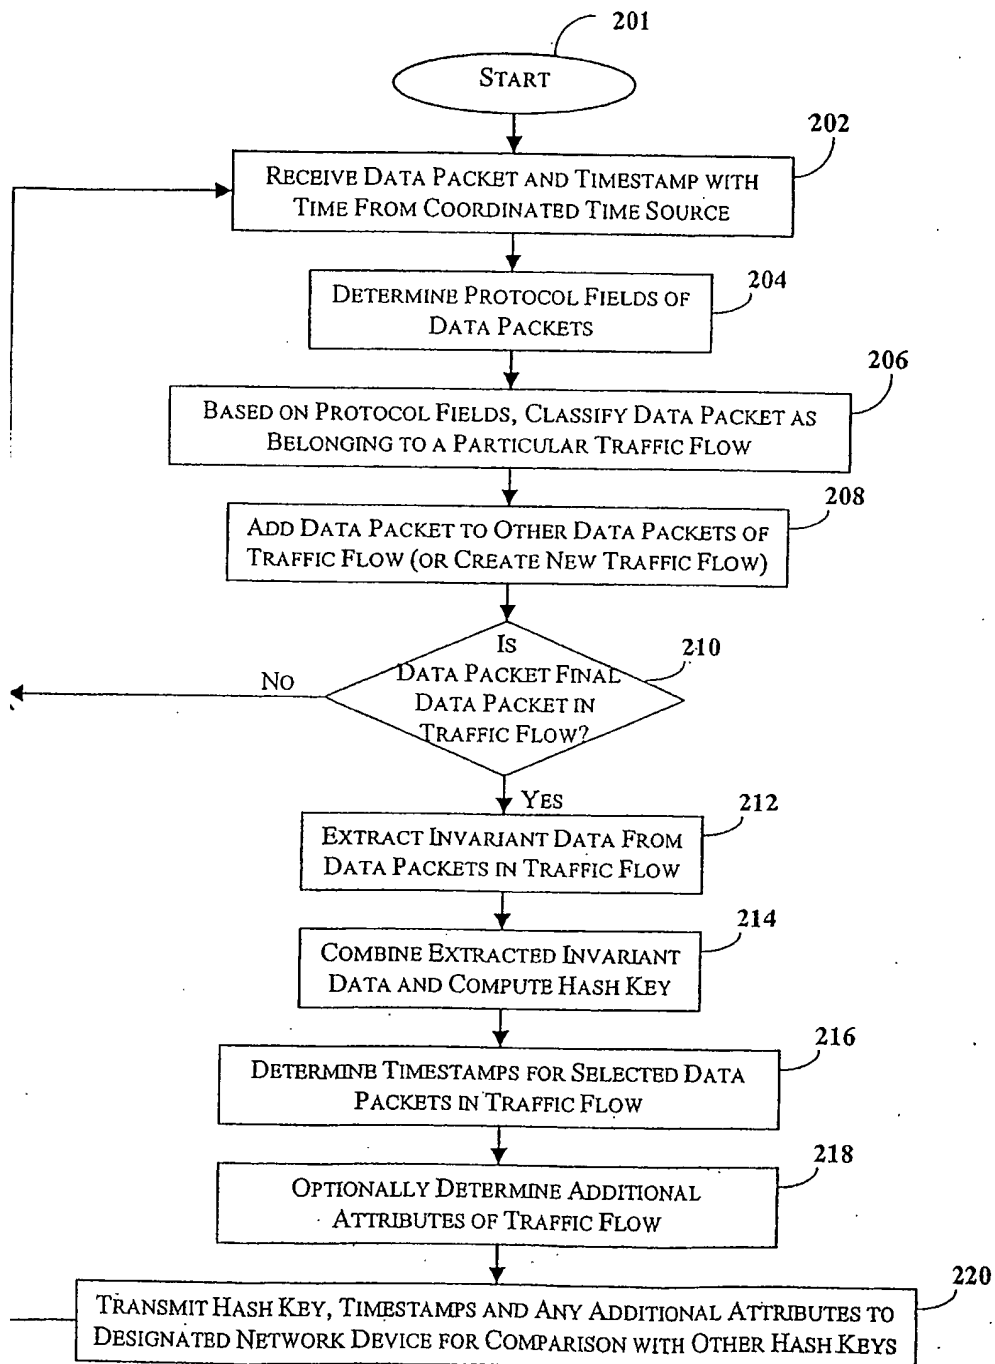 201
START
202
RECEIVE DATA PACKET AND TIMESTAMP WITH
TIME FROM COORDINATED TIME SOURCE
204
DETERMINE PROTOCOL FIELDS OF
DATA PACKETS
206
BASED ON PROTOCOL FIELDS, CLASSIFY DATA PACKET AS
BELONGING TO A PARTICULAR TRAFFIC FLOW
208
ADD DATA PACKET TO OTHER DATA PACKETS OF
TRAFFIC FLOW (OR CREATE NEW TRAFFIC FLOW)
210
IS
DATA PACKET FINAL
DATA PACKET IN
TRAFFIC FLOW?
NO
YES
212
EXTRACT INVARIANT DATA FROM
DATA PACKETS IN TRAFFIC FLOW
214
COMBINE EXTRACTED INVARIANT
DATA AND COMPUTE HASH KEY
216
DETERMINE TIMESTAMPS FOR SELECTED DATA
PACKETS IN TRAFFIC FLOW
218
OPTIONALLY DETERMINE ADDITIONAL
ATTRIBUTES OF TRAFFIC FLOW
220
TRANSMIT HASH KEY, TIMESTAMPS AND ANY ADDITIONAL ATTRIBUTES TO
DESIGNATED NETWORK DEVICE FOR COMPARISON WITH OTHER HASH KEYS